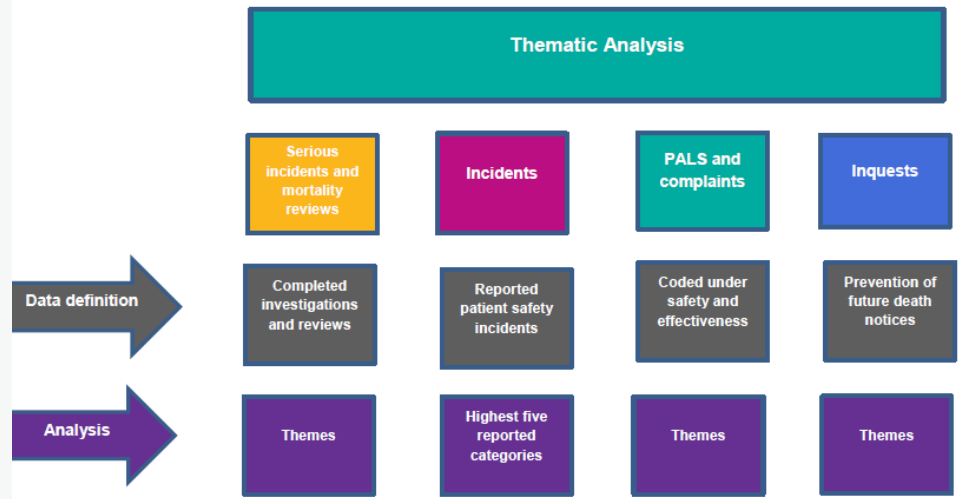 Thematic Analysis
Serious
incidents and
mortality
reviews
Incidents
PALS and
complaints
Inquests
Data definition
Completed
investigations
and reviews
Reported
patient safety
incidents
Coded under
safety and
effectiveness
Prevention of
future death
notices
Analysis
Themes
Highest five
reported
categories
Themes
Themes